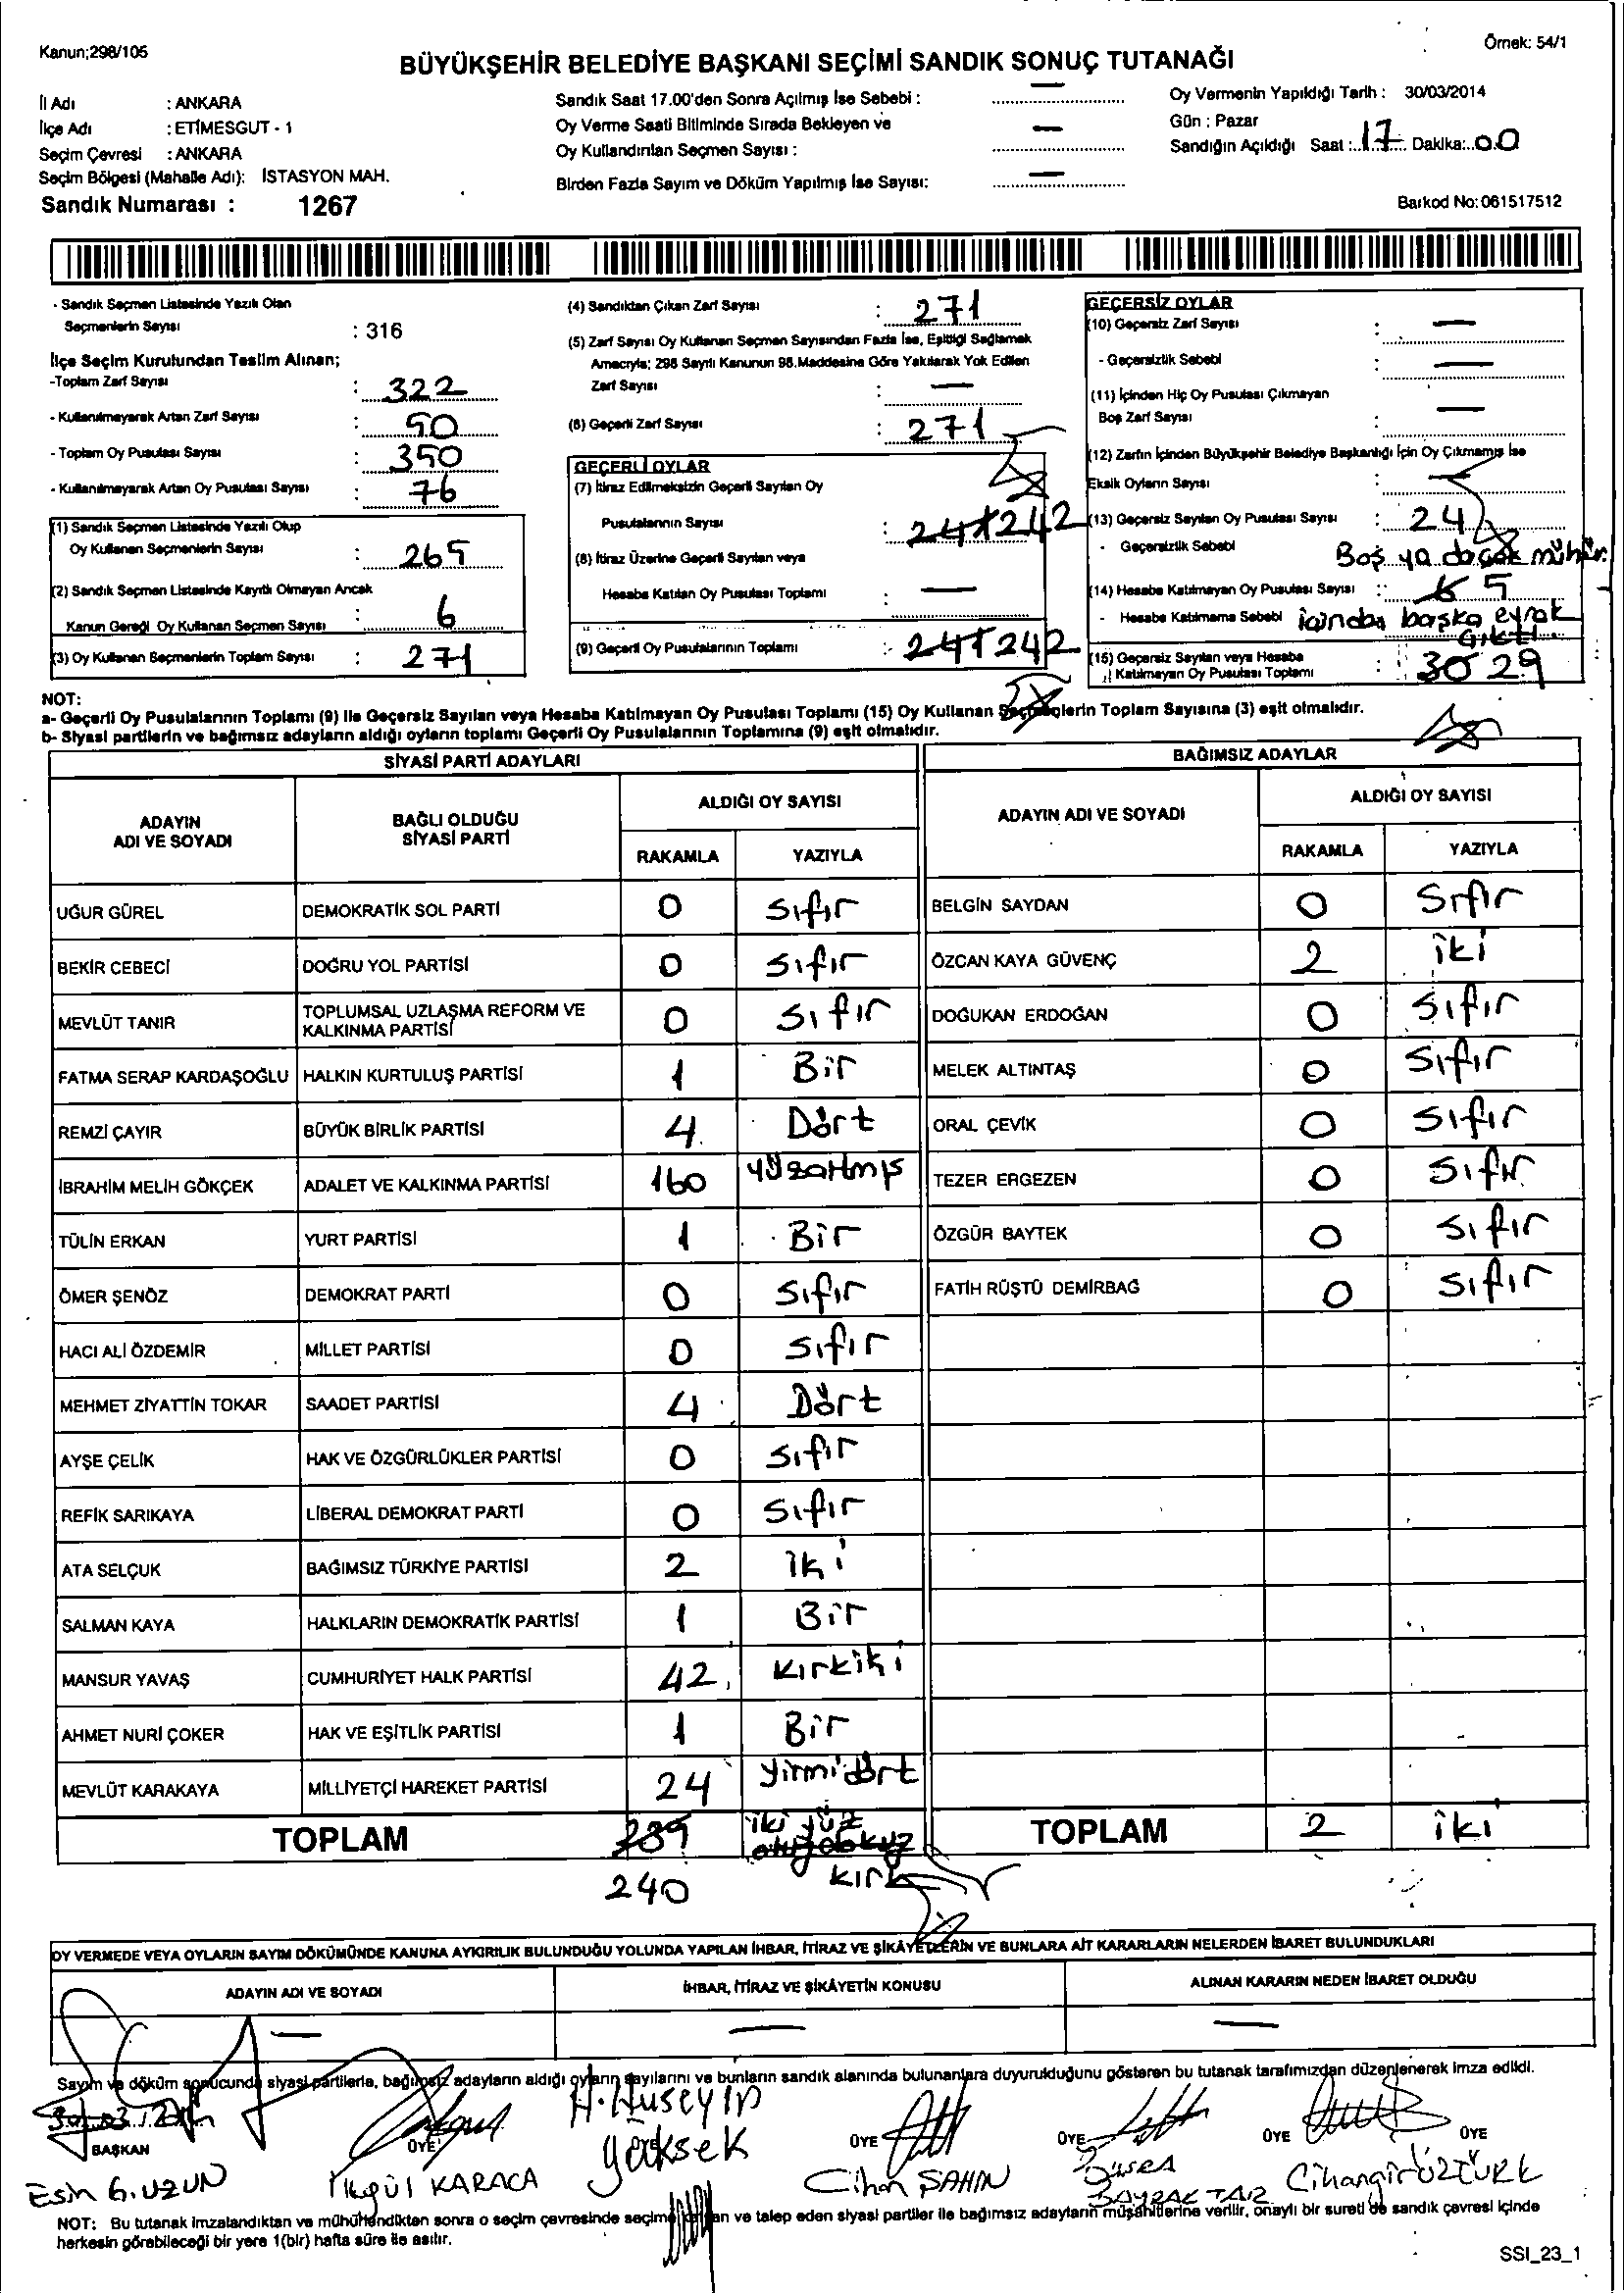 Kanun;298/105
Örnek: 54/1
BÜYÜKŞEHİR BELEDİYE BAŞKANI SEÇİMİ SANDIK SONUÇ TUTANAĞI
İl Adı : ANKARA
İlçe Adı : ETİMESGUT - 1
Seçim Çevresi : ANKARA
Seçim Bölgesi (Mahalle Adı): İSTASYON MAH.
Sandık Numarası : 1267
Sandık Saat 17.00'den Sonra Açılmış İse Sebebi : —
Oy Verme Saati Bitiminde Sırada Bekleyen ve
Oy Kullandırılan Seçmen Sayısı : —
Birden Fazla Sayım ve Döküm Yapılmış İse Sayısı: —
Oy Vermenin Yapıldığı Tarih : 30/03/2014
Gün : Pazar
Sandığın Açıldığı Saat : 17 Dakika: 00
Barkod No: 061517512
- Sandık Seçmen Listesinde Yazılı Olan
Seçmenlerin Sayısı : 316
İlçe Seçim Kurulundan Teslim Alınan;
-Toplam Zarf Sayısı : 322
- Kullanılmayarak Artan Zarf Sayısı : 50
- Toplam Oy Pusulası Sayısı : 350
- Kullanılmayarak Artan Oy Pusulası Sayısı : 76
(1) Sandık Seçmen Listesinde Yazılı Olup
Oy Kullanan Seçmenlerin Sayısı : 265
(2) Sandık Seçmen Listesinde Kayıtlı Olmayan Ancak
Kanun Gereği Oy Kullanan Seçmen Sayısı : 6
(3) Oy Kullanan Seçmenlerin Toplam Sayısı : 271
(4) Sandıktan Çıkan Zarf Sayısı : 271
(5) Zarf Sayısı Oy Kullanan Seçmen Sayısından Fazla İse, Eşitliği Sağlamak
Amacıyla; 298 Sayılı Kanunun 98.Maddesine Göre Yakılarak Yok Edilen
Zarf Sayısı : —
(6) Geçerli Zarf Sayısı : 271
GEÇERLİ OYLAR
(7) İtiraz Edilmeksizin Geçerli Sayılan Oy
Pusulalarının Sayısı : 241 242
(8) İtiraz Üzerine Geçerli Sayılan veya
Hesaba Katılan Oy Pusulası Toplamı : —
(9) Geçerli Oy Pusulalarının Toplamı : 241 242
GEÇERSİZ OYLAR
(10) Geçersiz Zarf Sayısı : —
- Geçersizlik Sebebi : —
(11) İçinden Hiç Oy Pusulası Çıkmayan
Boş Zarf Sayısı : —
(12) Zarfın İçinden Büyükşehir Belediye Başkanlığı İçin Oy Çıkmamış İse
Eksik Oyların Sayısı : —
(13) Geçersiz Sayılan Oy Pusulası Sayısı : 24
- Geçersizlik Sebebi Boş ya da çok mühür.
(14) Hesaba Katılmayan Oy Pusulası Sayısı : 6 5
- Hesaba Katılmama Sebebi içinden başka evrak
çıktı.
(15) Geçersiz Sayılan veya Hesaba
Katılmayan Oy Pusulası Toplamı : 30 29
NOT:
a- Geçerli Oy Pusulalarının Toplamı (9) ile Geçersiz Sayılan veya Hesaba Katılmayan Oy Pusulası Toplamı (15) Oy Kullanan Seçmenlerin Toplam Sayısına (3) eşit olmalıdır.
b- Siyasi partilerin ve bağımsız adayların aldığı oyların toplamı Geçerli Oy Pusulalarının Toplamına (9) eşit olmalıdır.
SİYASİ PARTİ ADAYLARI
BAĞIMSIZ ADAYLAR
ADAYIN
ADI VE SOYADI
BAĞLI OLDUĞU
SİYASİ PARTİ
ALDIĞI OY SAYISI
RAKAMLA YAZIYLA
ADAYIN ADI VE SOYADI
ALDIĞI OY SAYISI
RAKAMLA YAZIYLA
UĞUR GÜREL DEMOKRATİK SOL PARTİ 0 Sıfır BELGİN SAYDAN 0 Sıfır
BEKİR CEBECİ DOĞRU YOL PARTİSİ 0 Sıfır ÖZCAN KAYA GÜVENÇ 2 iki
MEVLÜT TANIR TOPLUMSAL UZLAŞMA REFORM VE
KALKINMA PARTİSİ 0 Sıfır DOĞUKAN ERDOĞAN 0 Sıfır
FATMA SERAP KARDAŞOĞLU HALKIN KURTULUŞ PARTİSİ 1 Bir MELEK ALTINTAŞ 0 Sıfır
REMZİ ÇAYIR BÜYÜK BİRLİK PARTİSİ 4 Dört ORAL ÇEVİK 0 Sıfır
İBRAHİM MELİH GÖKÇEK ADALET VE KALKINMA PARTİSİ 160 yüzaltmış TEZER ERGEZEN 0 Sıfır
TÜLİN ERKAN YURT PARTİSİ 1 Bir ÖZGÜR BAYTEK 0 Sıfır
ÖMER ŞENÖZ DEMOKRAT PARTİ 0 Sıfır FATİH RÜŞTÜ DEMİRBAĞ 0 Sıfır
HACI ALİ ÖZDEMİR MİLLET PARTİSİ 0 Sıfır
MEHMET ZİYATTİN TOKAR SAADET PARTİSİ 4 Dört
AYŞE ÇELİK HAK VE ÖZGÜRLÜKLER PARTİSİ 0 Sıfır
REFİK SARIKAYA LİBERAL DEMOKRAT PARTİ 0 Sıfır
ATA SELÇUK BAĞIMSIZ TÜRKİYE PARTİSİ 2 iki
SALMAN KAYA HALKLARIN DEMOKRATİK PARTİSİ 1 Bir
MANSUR YAVAŞ CUMHURİYET HALK PARTİSİ 42 kırkiki
AHMET NURİ ÇOKER HAK VE EŞİTLİK PARTİSİ 1 Bir
MEVLÜT KARAKAYA MİLLİYETÇİ HAREKET PARTİSİ 24 yirmidört
TOPLAM 239 iki yüz otuzdokuz TOPLAM 2 iki
240 kırk
OY VERMEDE VEYA OYLARIN SAYIM DÖKÜMÜNDE KANUNA AYKIRILIK BULUNDUĞU YOLUNDA YAPILAN İHBAR, İTİRAZ VE ŞİKÂYETLERİN VE BUNLARA AİT KARARLARIN NELERDEN İBARET BULUNDUKLARI
ADAYIN ADI VE SOYADI İHBAR, İTİRAZ VE ŞİKÂYETİN KONUSU ALINAN KARARIN NEDEN İBARET OLDUĞU
— — —
Sayım ve döküm sonucunda siyasi partilerle, bağımsız adayların aldığı oyların sayılarını ve bunların sandık alanında bulunanlara duyurulduğunu gösteren bu tutanak tarafımızdan düzenlenerek imza edildi.
BAŞKAN ÜYE ÜYE ÜYE ÜYE ÜYE ÜYE
Esin G. UZUN İlkgül KARACA H. Hüseyin Yüksek Cihan ŞAHİN BAYRAKTAR Cihangir ÖZTÜRK
NOT: Bu tutanak imzalandıktan ve mühürlendikten sonra o seçim çevresinde seçime katılan ve talep eden siyasi partiler ile bağımsız adayların müşahitlerine verilir, onaylı bir sureti de sandık çevresi içinde
herkesin görebileceği bir yere 1(bir) hafta süre ile asılır.
SSI_23_1